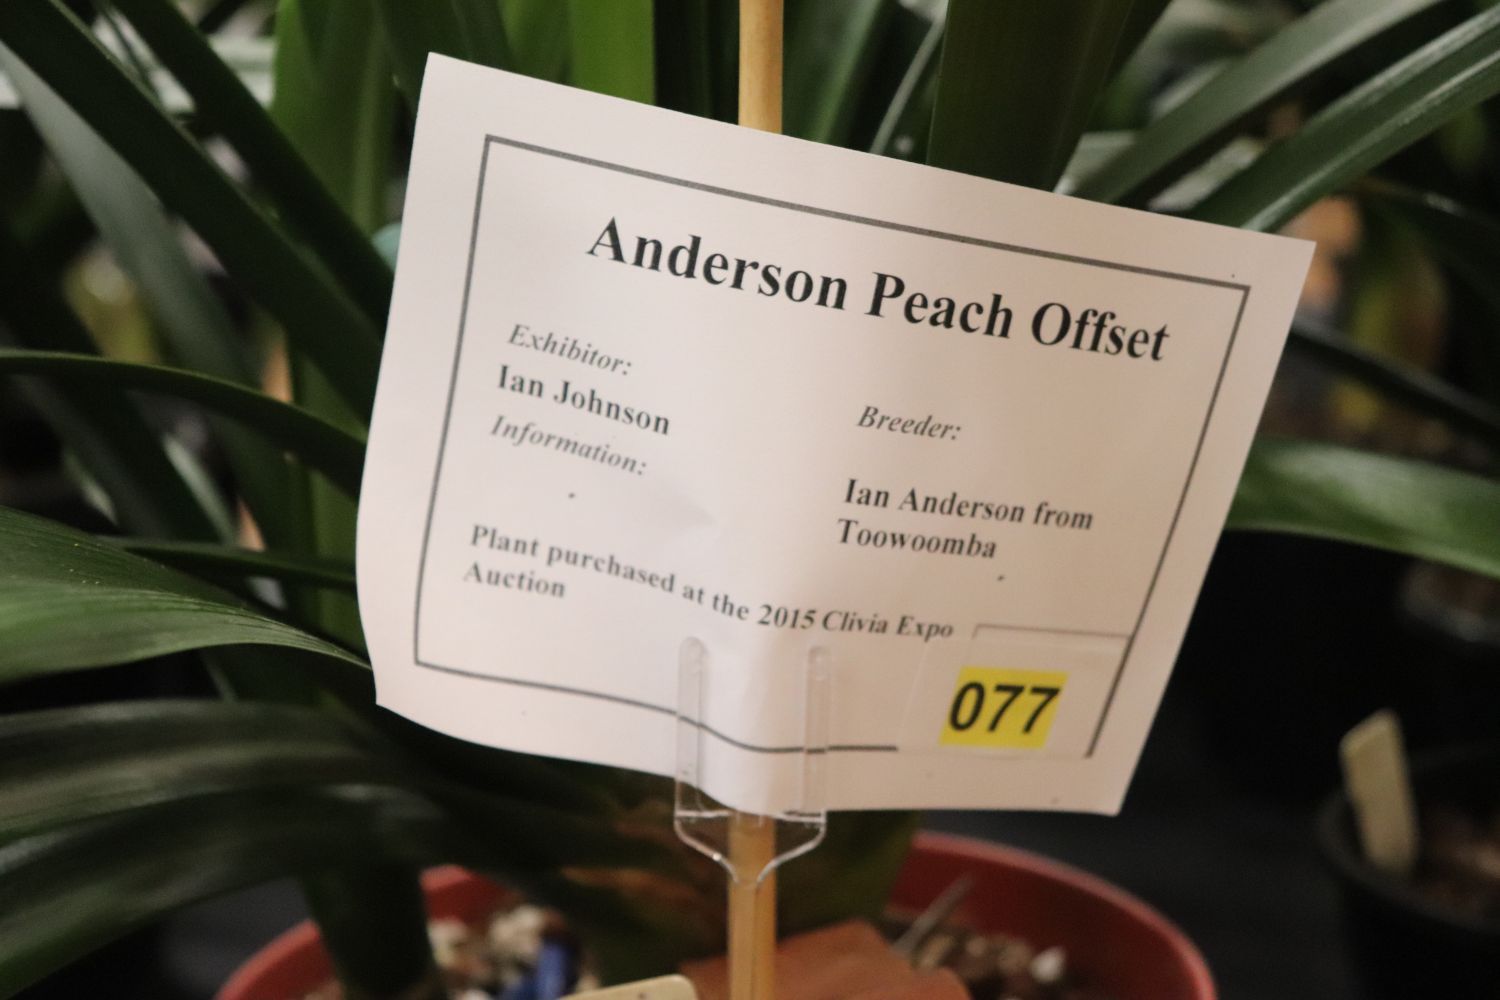 Anderson Peach Offset
Exhibitor:
Ian Johnson
Information:
Breeder:
Ian Anderson from
Toowoomba
Plant purchased at the 2015 Clivia Expo
Auction
077